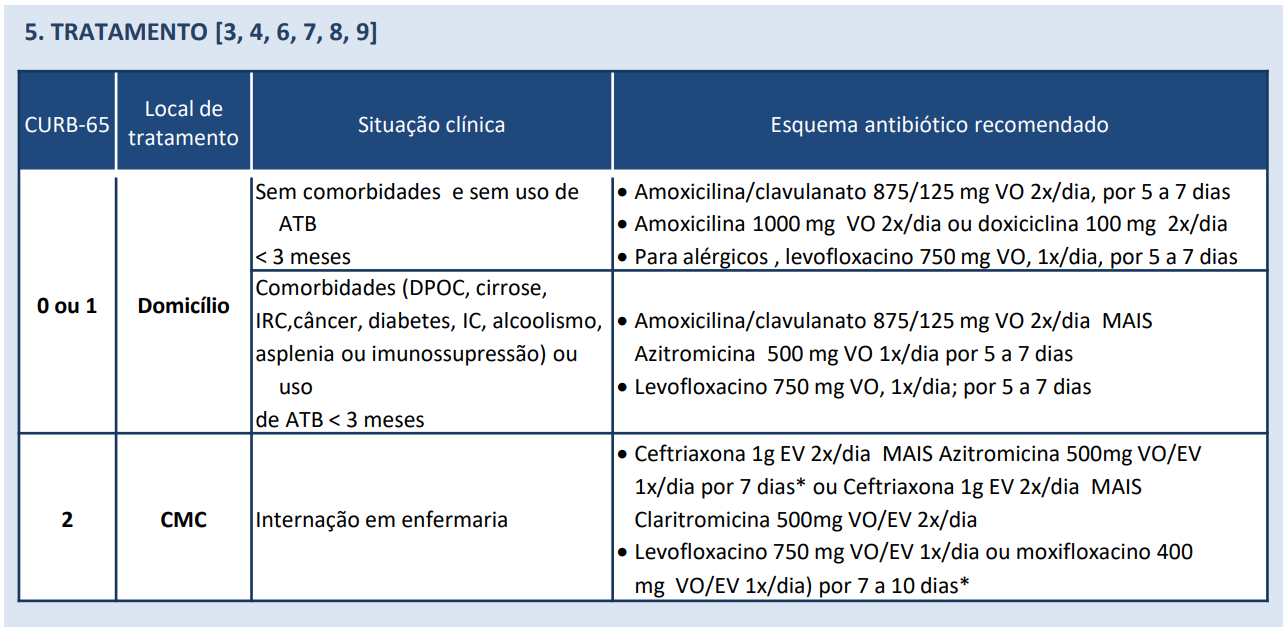 5. TRATAMENTO [3, 4, 6, 7, 8, 9]
CURB-65
Local de
tratamento
Situação clínica
Esquema antibiótico recomendado
0 ou 1
Domicílio
Sem comorbidades e sem uso de
ATB
< 3 meses
• Amoxicilina/clavulanato 875/125 mg VO 2x/dia, por 5 a 7 dias
• Amoxicilina 1000 mg VO 2x/dia ou doxiciclina 100 mg 2x/dia
• Para alérgicos , levofloxacino 750 mg VO, 1x/dia, por 5 a 7 dias
Comorbidades (DPOC, cirrose,
IRC,câncer, diabetes, IC, alcoolismo,
asplenia ou imunossupressão) ou
uso
de ATB < 3 meses
• Amoxicilina/clavulanato 875/125 mg VO 2x/dia MAIS
Azitromicina 500 mg VO 1x/dia por 5 a 7 dias
• Levofloxacino 750 mg VO, 1x/dia; por 5 a 7 dias
2
CMC
Internação em enfermaria
• Ceftriaxona 1g EV 2x/dia MAIS Azitromicina 500mg VO/EV
1x/dia por 7 dias* ou Ceftriaxona 1g EV 2x/dia MAIS
Claritromicina 500mg VO/EV 2x/dia
• Levofloxacino 750 mg VO/EV 1x/dia ou moxifloxacino 400
mg VO/EV 1x/dia) por 7 a 10 dias*